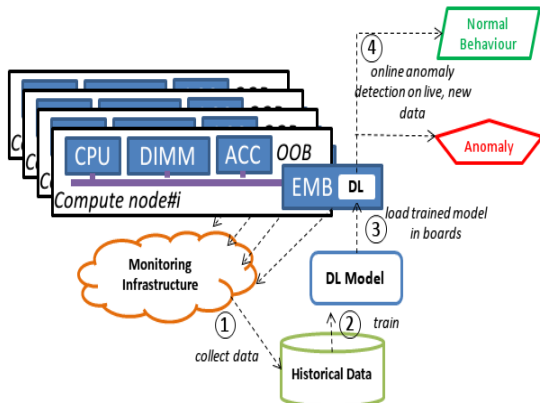 ④
Normal
Behaviour
online anomaly
detection on live, new
data
Anomaly
CPU
DIMM
ACC
OOB
EMB
DL
Compute node#i
③
load trained model
in boards
Monitoring
Infrastructure
DL Model
①
collect data
②
train
Historical Data